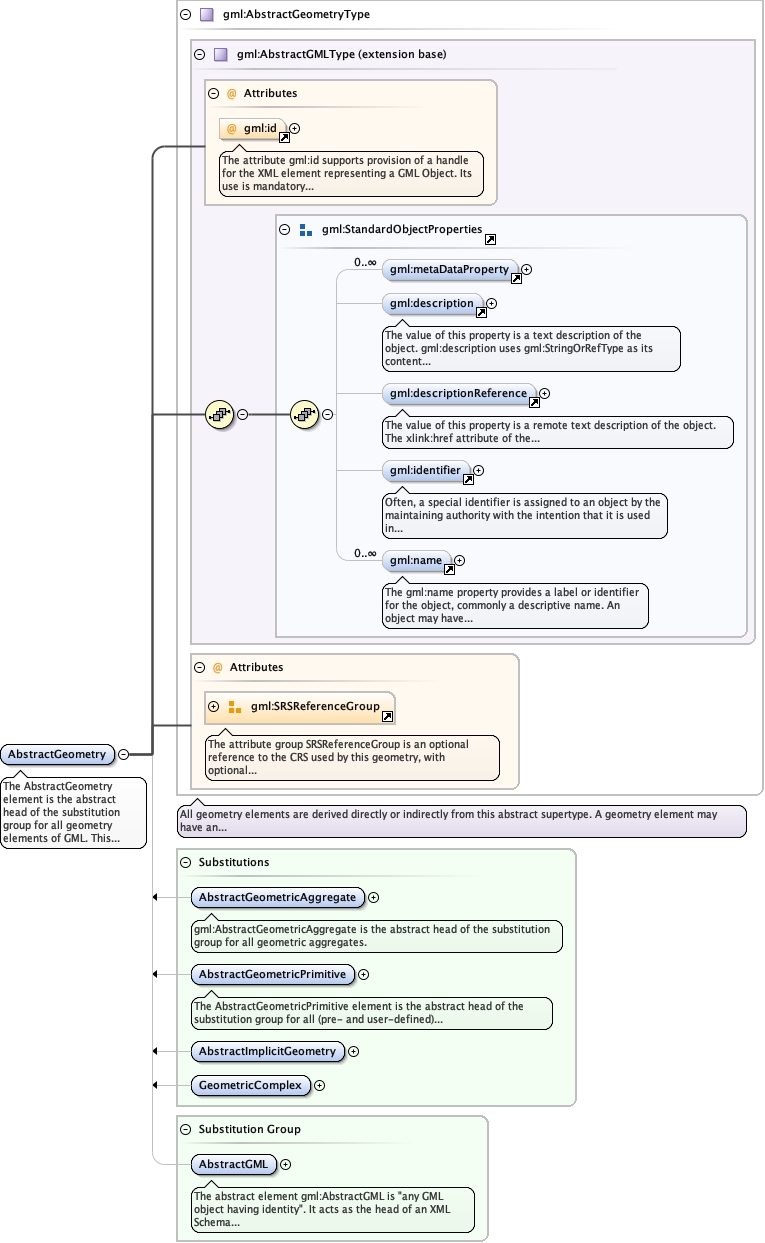 gml:AbstractGeometryType
gml:AbstractGMLType (extension base)
@ Attributes
@ gml:id
The attribute gml:id supports provision of a handle
for the XML element representing a GML Object. Its
use is mandatory...
gml:StandardObjectProperties
0..∞
gml:metaDataProperty
gml:description
The value of this property is a text description of the
object. gml:description uses gml:StringOrRefType as its
content...
gml:descriptionReference
The value of this property is a remote text description of the object.
The xlink:href attribute of the...
gml:identifier
Often, a special identifier is assigned to an object by the
maintaining authority with the intention that it is used
in...
0..∞
gml:name
The gml:name property provides a label or identifier
for the object, commonly a descriptive name. An
object may have...
@ Attributes
gml:SRSReferenceGroup
The attribute group SRSReferenceGroup is an optional
reference to the CRS used by this geometry, with
optional...
AbstractGeometry
The AbstractGeometry
element is the abstract
head of the substitution
group for all geometry
elements of GML. This...
All geometry elements are derived directly or indirectly from this abstract supertype. A geometry element may
have an...
Substitutions
AbstractGeometricAggregate
gml:AbstractGeometricAggregate is the abstract head of the substitution
group for all geometric aggregates.
AbstractGeometricPrimitive
The AbstractGeometricPrimitive element is the abstract head of the
substitution group for all (pre- and user-defined)...
AbstractImplicitGeometry
GeometricComplex
Substitution Group
AbstractGML
The abstract element gml:AbstractGML is "any GML
object having identity". It acts as the head of an XML
Schema...